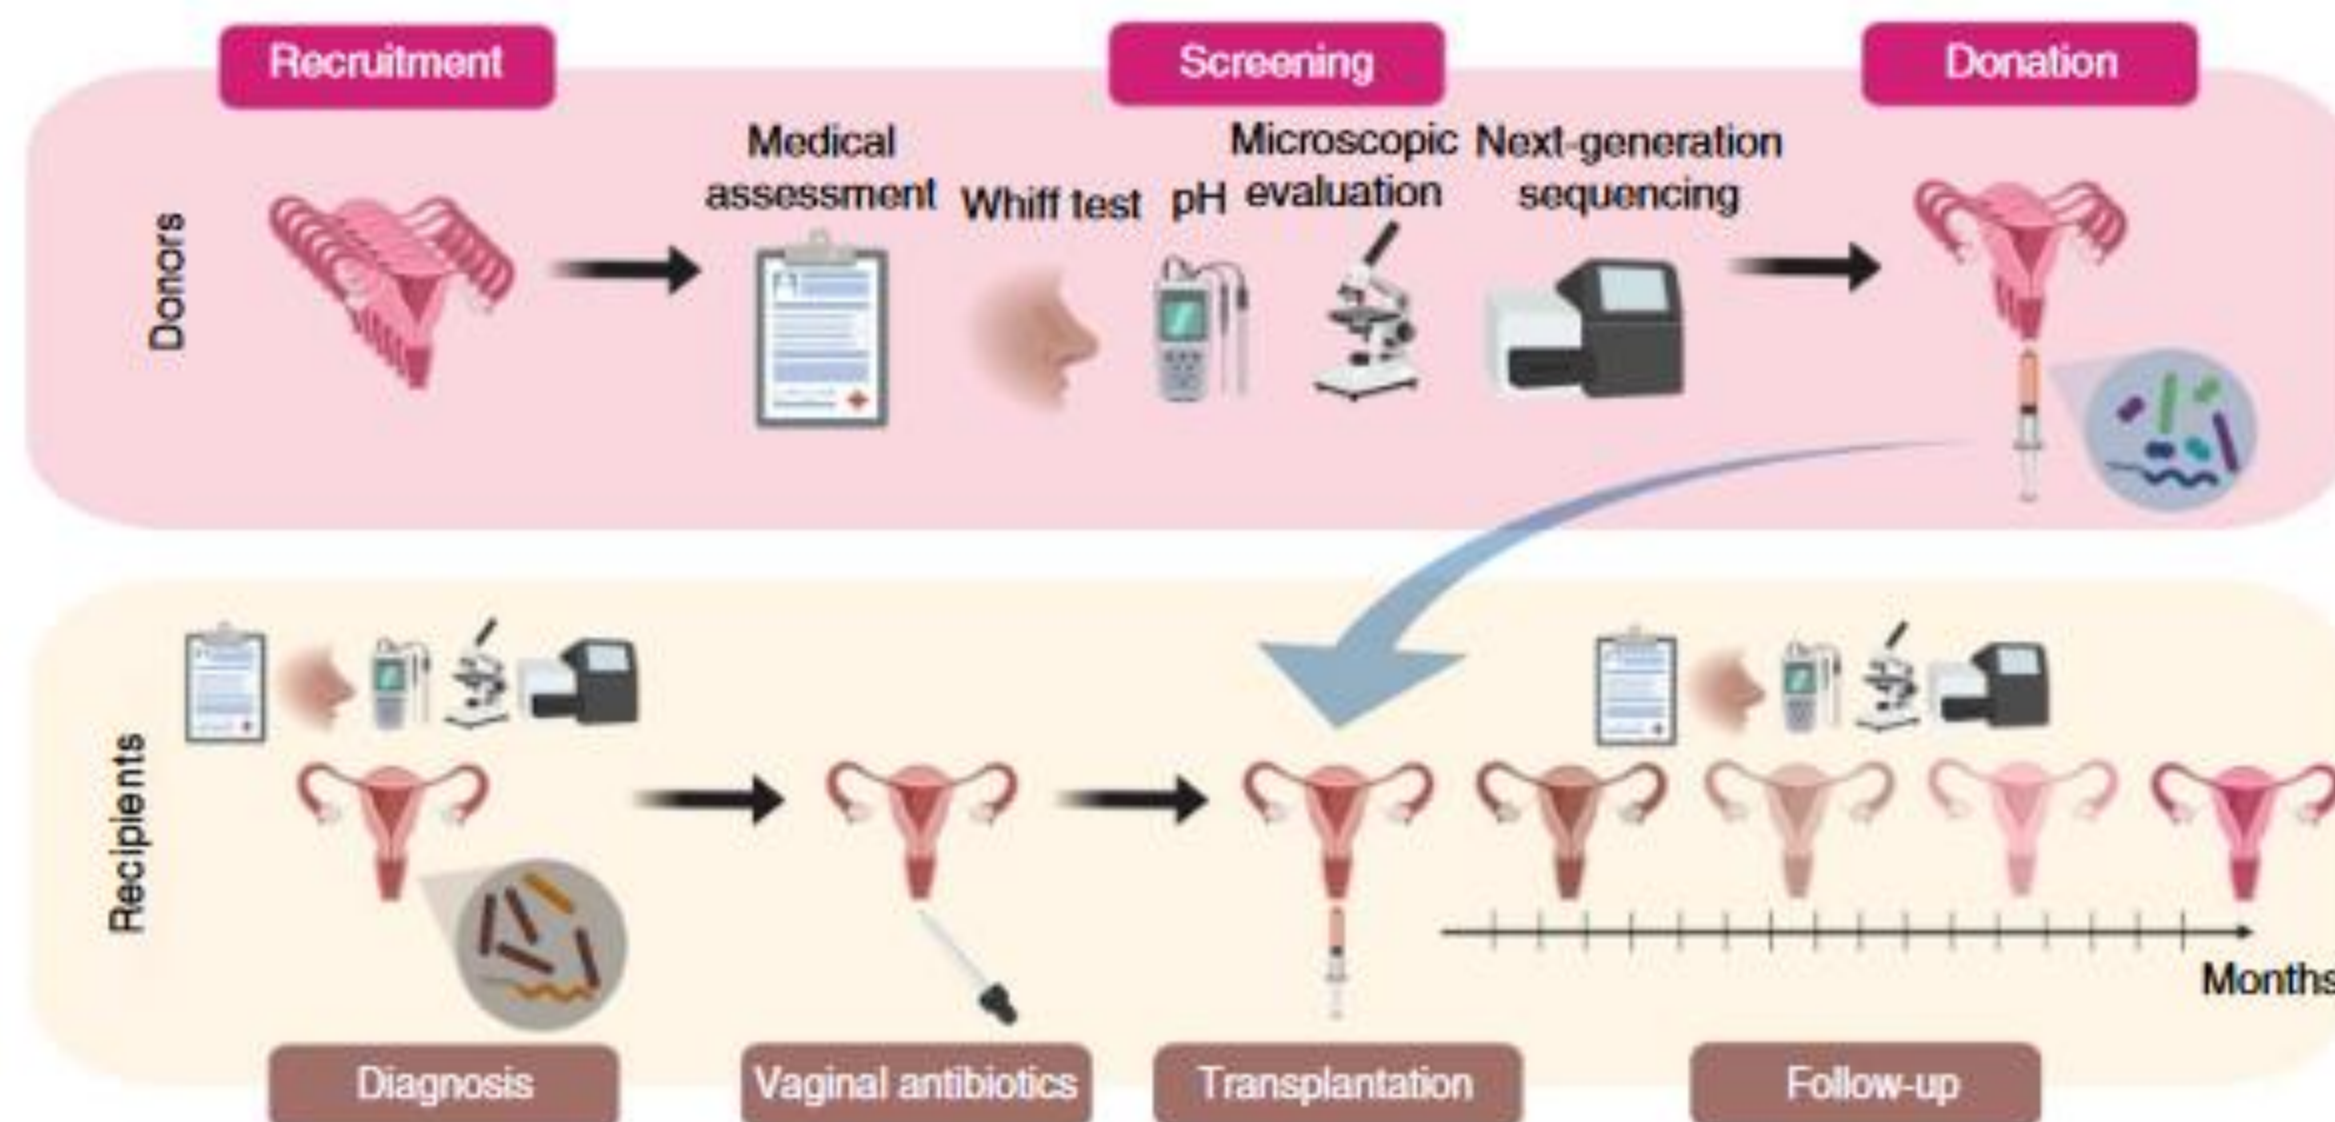 Recruitment
Screening
Donation
Donors
Medical
assessment
Whiff test
pH
Microscopic
evaluation
Next-generation
sequencing
Recipients
Months
Diagnosis
Vaginal antibiotics
Transplantation
Follow-up